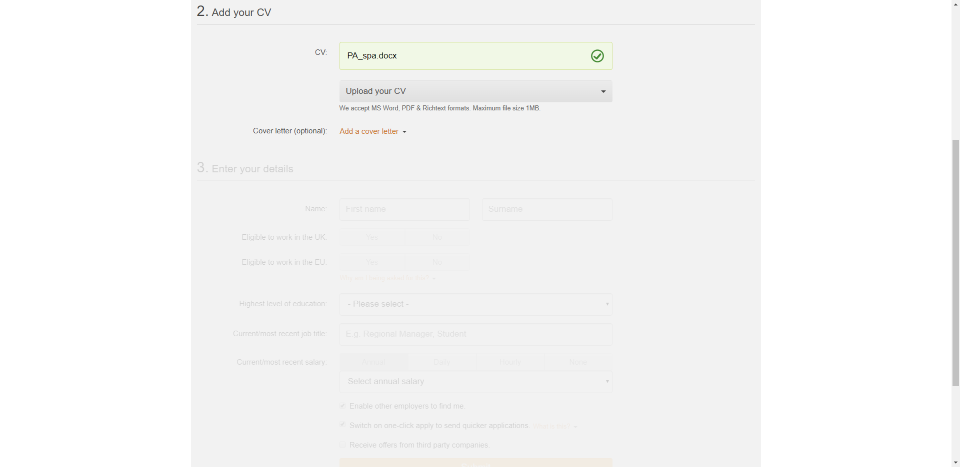 2. Add your CV
CV:
PA_spa.docx
Upload your CV
We accept MS Word, PDF & Richtext formats. Maximum file size 1MB.
Cover letter (optional): Add a cover letter
3. Enter your details
Name: First name Surname
Eligible to work in the UK: Yes No
Eligible to work in the EU: Yes No
Highest level of education: - Please select -
Current/most recent job title: E.g. Regional Manager, Student
Current/most recent salary: Annual Daily Hourly None
Select annual salary
Enable other employers to find me.
Switch on one-click apply to send quicker applications.
Receive offers from third party companies